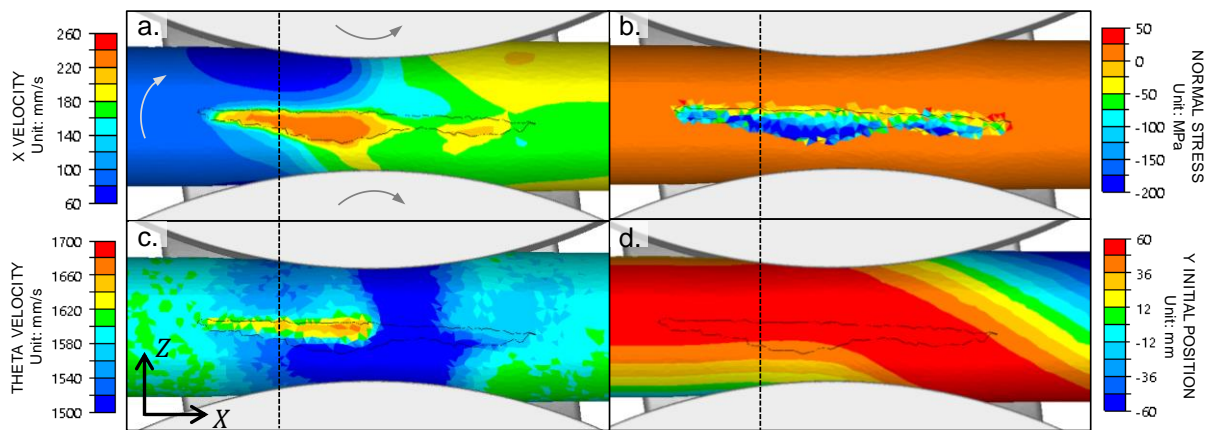 X VELOCITY
Unit: mm/s
260
220
180
140
100
60
a.
b.
50
0
-50
-100
-150
-200
NORMAL STRESS
Unit: MPa
THETA VELOCITY
Unit: mm/s
1700
1660
1620
1580
1540
1500
c.
Z
X
d.
60
36
12
-12
-36
-60
Y INITIAL POSITION
Unit: mm